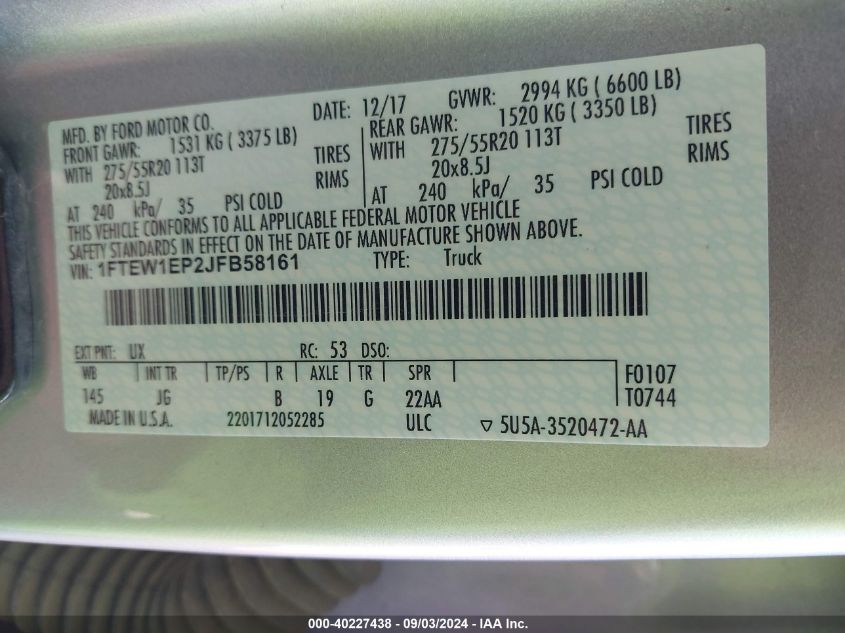 MFD. BY FORD MOTOR CO. DATE: 12/17 GVWR: 2994 KG ( 6600 LB)
FRONT GAWR: 1531 KG ( 3375 LB) REAR GAWR: 1520 KG ( 3350 LB)
WITH 275/55R20 113T TIRES WITH 275/55R20 113T TIRES
20x8.5J RIMS 20x8.5J RIMS
AT 240 kPa/ 35 PSI COLD AT 240 kPa/ 35 PSI COLD
THIS VEHICLE CONFORMS TO ALL APPLICABLE FEDERAL MOTOR VEHICLE
SAFETY STANDARDS IN EFFECT ON THE DATE OF MANUFACTURE SHOWN ABOVE.
VIN: 1FTEW1EP2JFB58161 TYPE: Truck
EXT PNT: UX RC: 53 DSO:
WB INT TR TP/PS R AXLE TR SPR F0107
145 JG B 19 G 22AA T0744
MADE IN U.S.A. 2201712052285 ULC ▽ 5U5A-3520472-AA
000-40227438 - 09/03/2024 - IAA Inc.